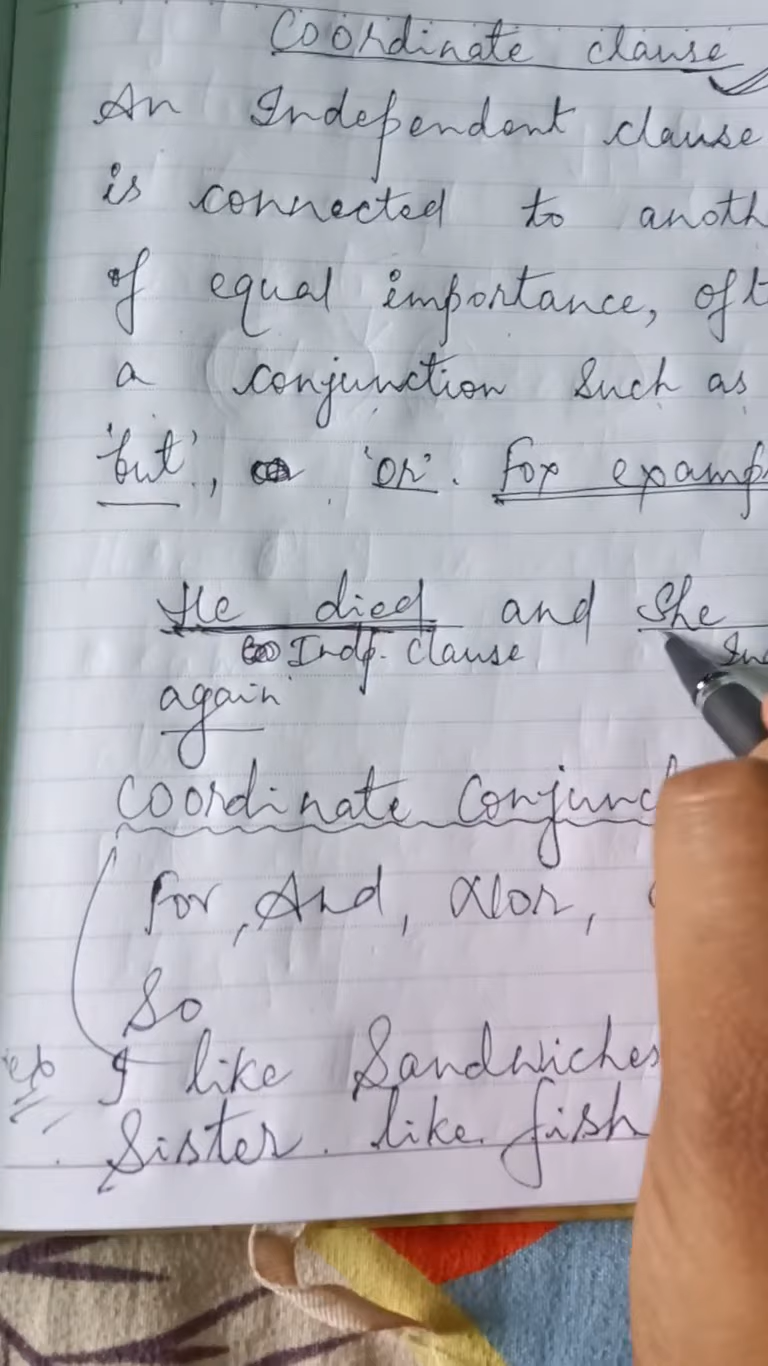 Coordinate clause
An Independent clause
is connected to anoth
of equal importance, oft
a conjunction such as
'but', 'or'. For examp
He died and She
Indp. clause In
again
Coordinate Conjunc
For, And, Nor,
So
I like Sandwiches
Sister. like fish